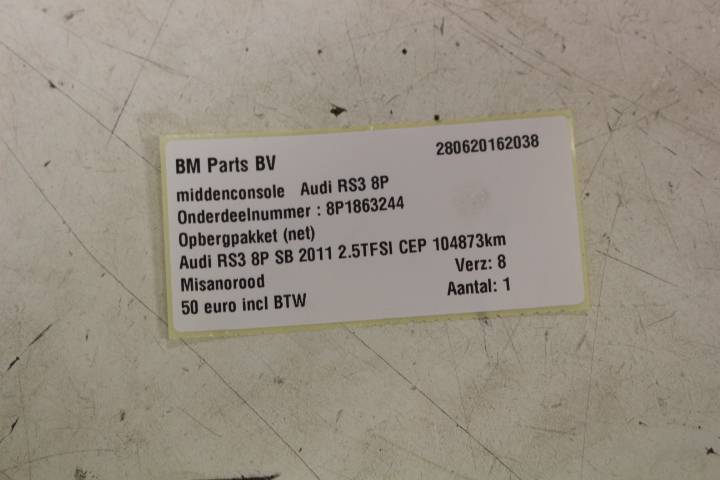 BM Parts BV 280620162038
middenconsole Audi RS3 8P
Onderdeelnummer : 8P1863244
Opbergpakket (net)
Audi RS3 8P SB 2011 2.5TFSI CEP 104873km
Misanorood Verz: 8
50 euro incl BTW Aantal: 1